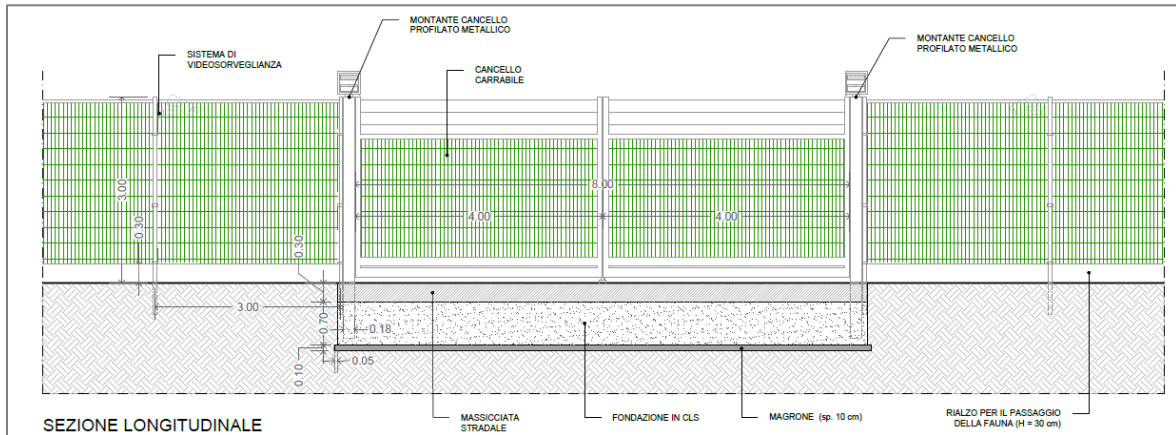 MONTANTE CANCELLO
PROFILATO METALLICO
MONTANTE CANCELLO
PROFILATO METALLICO
SISTEMA DI
VIDEOSORVEGLIANZA
CANCELLO
CARRABILE
3.00
0.30
8.00
4.00
4.00
0.30
3.00
0.70
0.18
0.10
0.05
SEZIONE LONGITUDINALE
MASSICCIATA
STRADALE
FONDAZIONE IN CLS
MAGRONE (sp. 10 cm)
RIALZO PER IL PASSAGGIO
DELLA FAUNA (H = 30 cm)